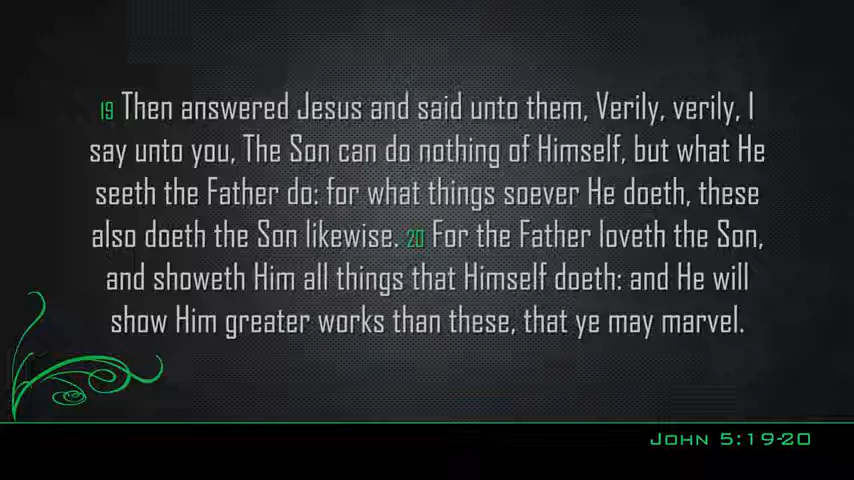 19 Then answered Jesus and said unto them, Verily, verily, I
say unto you, The Son can do nothing of Himself, but what He
seeth the Father do: for what things soever He doeth, these
also doeth the Son likewise. 20 For the Father loveth the Son,
and showeth Him all things that Himself doeth: and He will
show Him greater works than these, that ye may marvel.
John 5:19-20